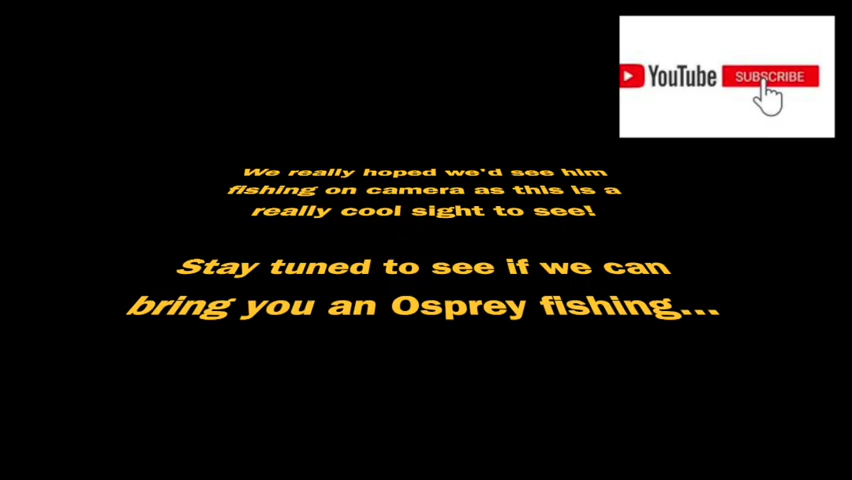 YouTube SUBSCRIBE
We really hoped we'd see him
fishing on camera as this is a
really cool sight to see!
Stay tuned to see if we can
bring you an Osprey fishing...